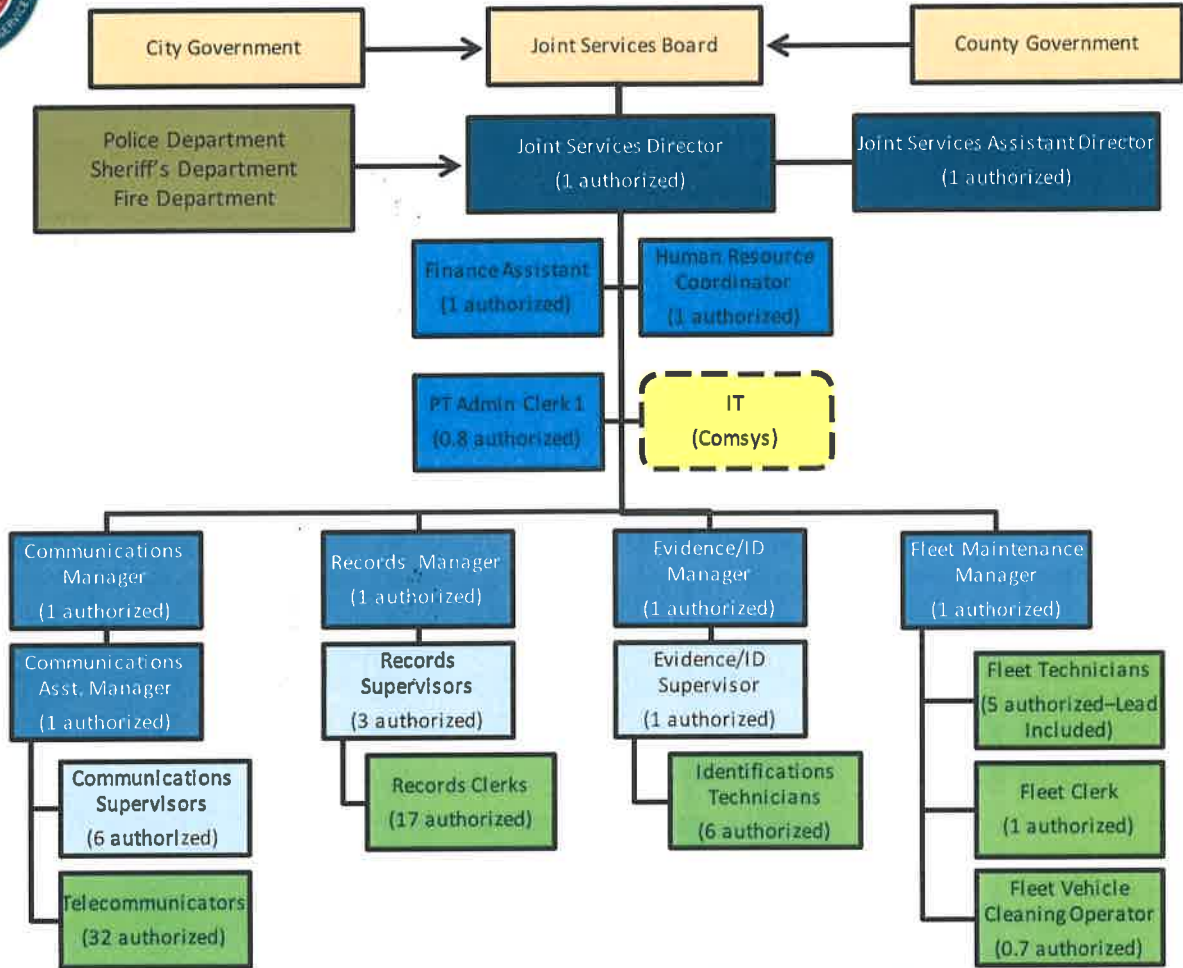 SERVICE
City Government
Joint Services Board
County Government
Police Department
Sheriff's Department
Fire Department
Joint Services Director
(1 authorized)
Joint Services Assistant Director
(1 authorized)
Finance Assistant
(1 authorized)
Human Resource
Coordinator
(1 authorized)
PT Admin Clerk 1
(0.8 authorized)
IT
(Comsys)
Communications
Manager
(1 authorized)
Records Manager
(1 authorized)
Evidence/ID
Manager
(1 authorized)
Fleet Maintenance
Manager
(1 authorized)
Communications
Asst. Manager
(1 authorized)
Records
Supervisors
(3 authorized)
Evidence/ID
Supervisor
(1 authorized)
Fleet Technicians
(5 authorized–Lead
Included)
Communications
Supervisors
(6 authorized)
Records Clerks
(17 authorized)
Identifications
Technicians
(6 authorized)
Fleet Clerk
(1 authorized)
Telecommunicators
(32 authorized)
Fleet Vehicle
Cleaning Operator
(0.7 authorized)